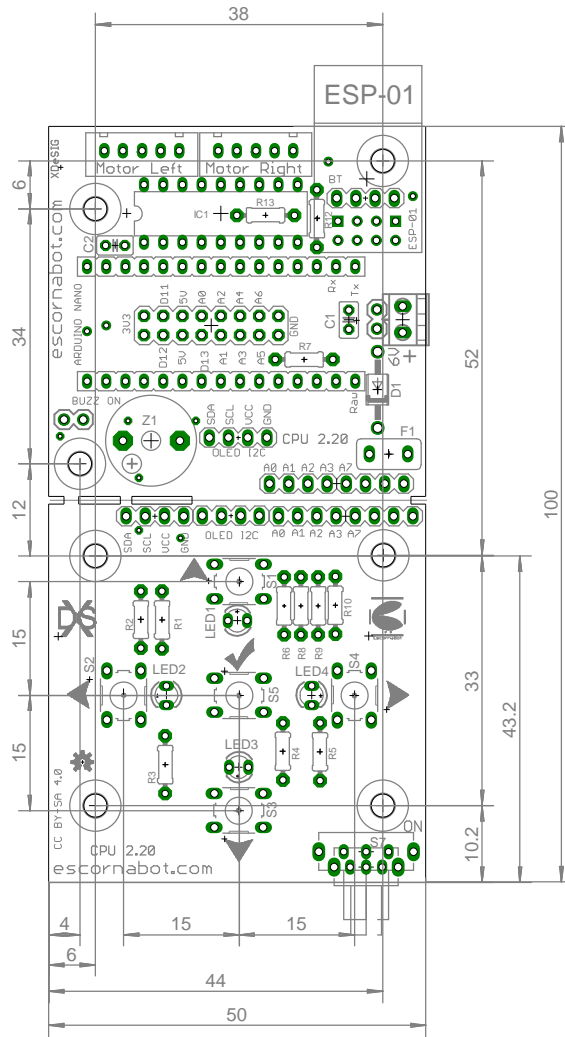 38
ESP-01
XDeSIG
Motor Left
Motor Right
6
BT
R13
IC1
R12
ESP-01
C2
escornabot.com
Rx
Tx
D11
5V
A0
A2
A4
A6
ARDUINO NANO
3V3
GND
C1
D12
5V
D13
A1
A3
A5
6V
+
R7
34
52
Raw
D1
BUZZ ON
Z1
SDA
SCL
VCC
GND
CPU 2.20
F1
OLED I2C
A0 A1 A2 A3 A7
12
100
SDA
SCL
VCC
GND
OLED I2C
A0
A1
A2
A3
A7
S1
LED1
R2
R1
R6
R8
R9
R10
DXS
15
S2
LED2
LED4
S4
S5
33
43.2
LED3
R3
R4
R5
15
S3
ON
S7
CC BY-SA 4.0
CPU 2.20
escornabot.com
10.2
4
15
15
6
44
50